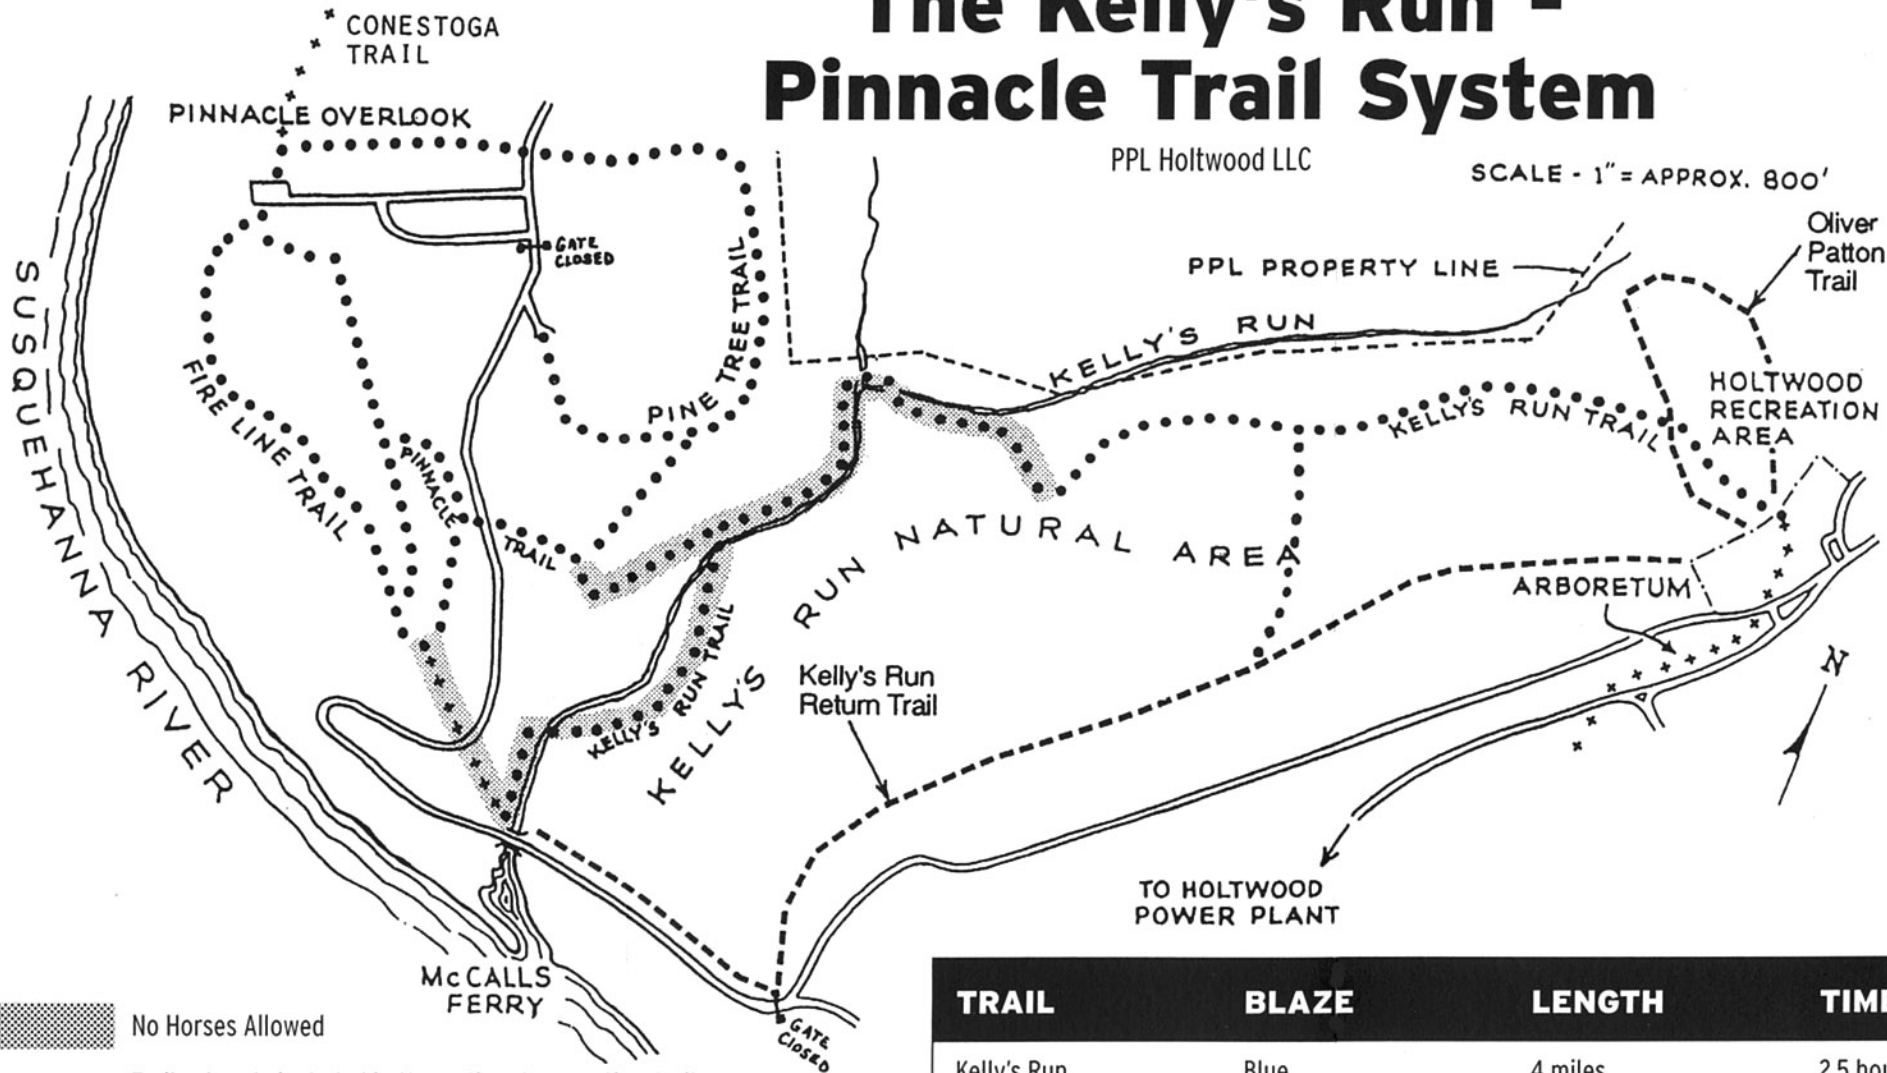 The Kelly's Run -
Pinnacle Trail System
PPL Holtwood LLC
SCALE - 1" = APPROX. 800'
CONESTOGA
TRAIL
PINNACLE OVERLOOK
GATE
CLOSED
PINE TREE TRAIL
PPL PROPERTY LINE
Oliver
Patton
Trail
KELLY'S RUN
HOLTWOOD
RECREATION
AREA
KELLY'S RUN TRAIL
FIRE LINE TRAIL
PINNACLE
TRAIL
SUSQUEHANNA RIVER
KELLY'S RUN NATURAL AREA
ARBORETUM
KELLY'S RUN TRAIL
Kelly's Run
Return Trail
N
TO HOLTWOOD
POWER PLANT
McCALLS
FERRY
GATE
CLOSED
No Horses Allowed
TRAIL BLAZE LENGTH
Kelly's Run Blue 4 miles